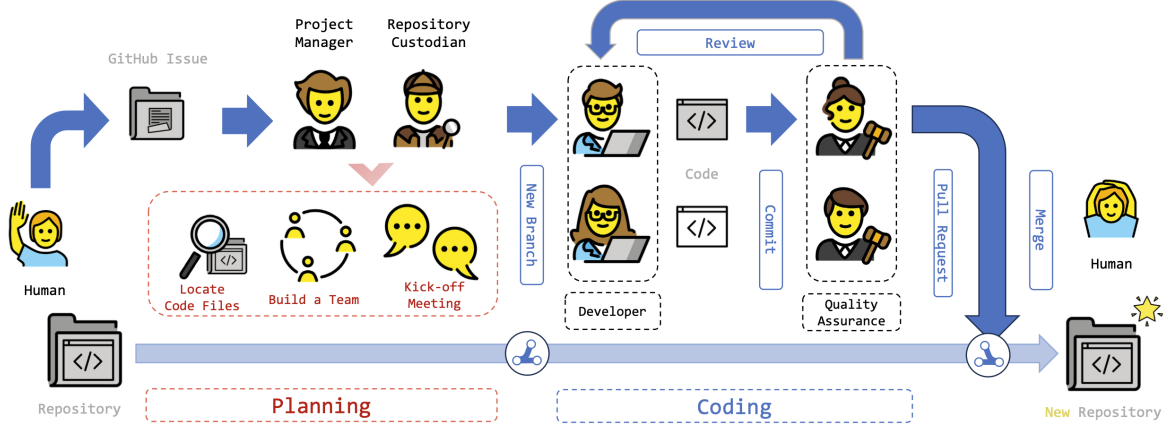 Project
Manager
Repository
Custodian
GitHub Issue
Review
</>
Code
</>
New Branch
Commit
Pull Request
Merge
Human
</>
Locate
Code Files
Build a Team
Kick-off
Meeting
Developer
Quality
Assurance
Human
</>
Repository
</>
New Repository
Planning
Coding